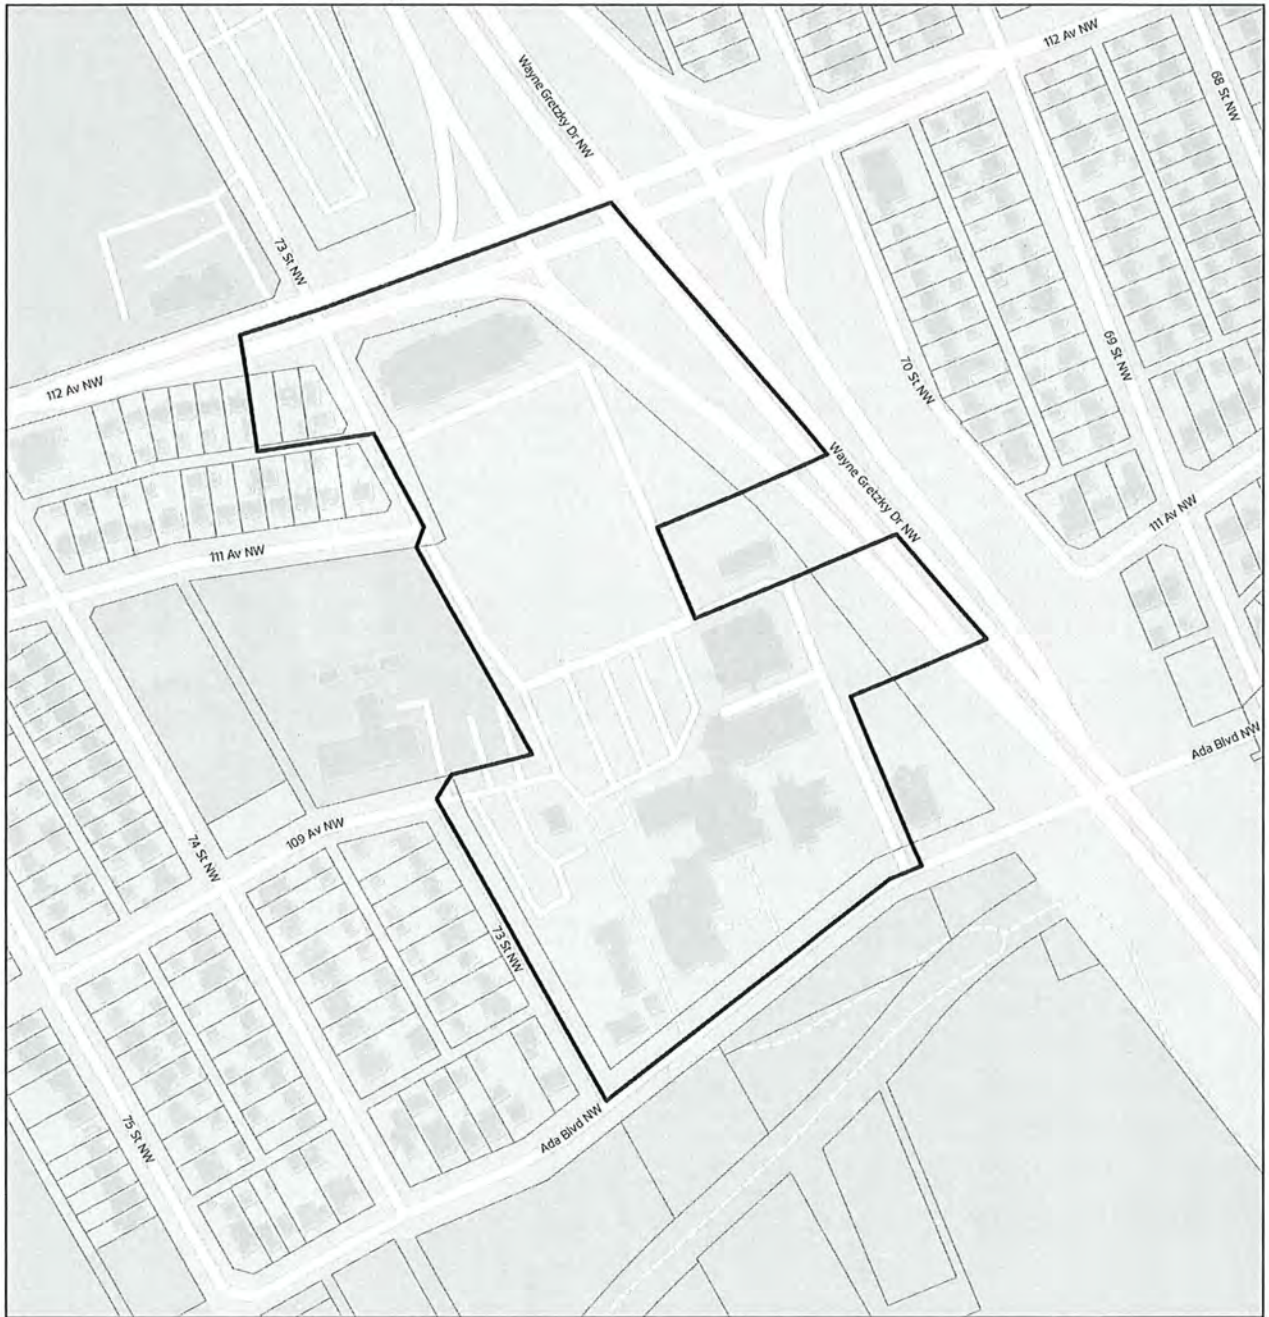 112 Av NW
Wayne Gretzky Dr NW
68 St NW
73 St NW
69 St NW
70 St NW
112 Av NW
Wayne Gretzky Dr NW
111 Av NW
111 Av NW
Ada Blvd NW
109 Av NW
74 St NW
73 St NW
75 St NW
Ada Blvd NW